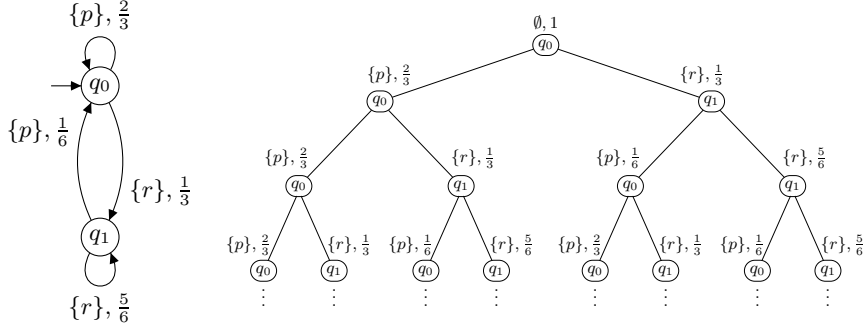 {p}, 2/3
q₀
{p}, 1/6
{r}, 1/3
q₁
{r}, 5/6
∅, 1
q₀
{p}, 2/3 {r}, 1/3
q₀ q₁
{p}, 2/3 {r}, 1/3 {p}, 1/6 {r}, 5/6
q₀ q₁ q₀ q₁
{p}, 2/3 {r}, 1/3 {p}, 1/6 {r}, 5/6 {p}, 2/3 {r}, 1/3 {p}, 1/6 {r}, 5/6
q₀ q₁ q₀ q₁ q₀ q₁ q₀ q₁
⋮ ⋮ ⋮ ⋮ ⋮ ⋮ ⋮ ⋮